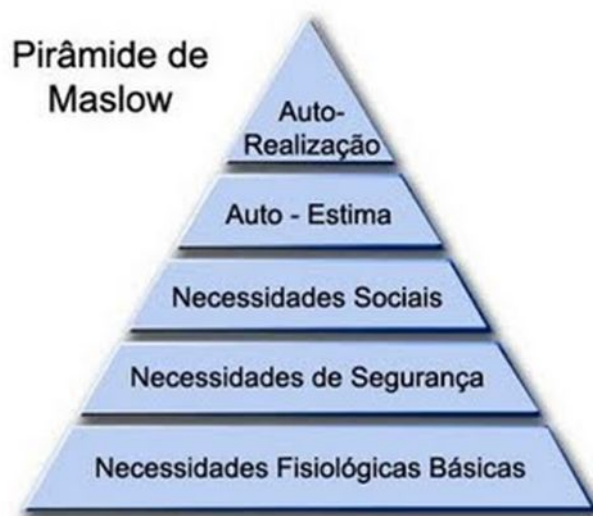 Pirâmide de
Maslow
Auto-
Realização
Auto - Estima
Necessidades Sociais
Necessidades de Segurança
Necessidades Fisiológicas Básicas